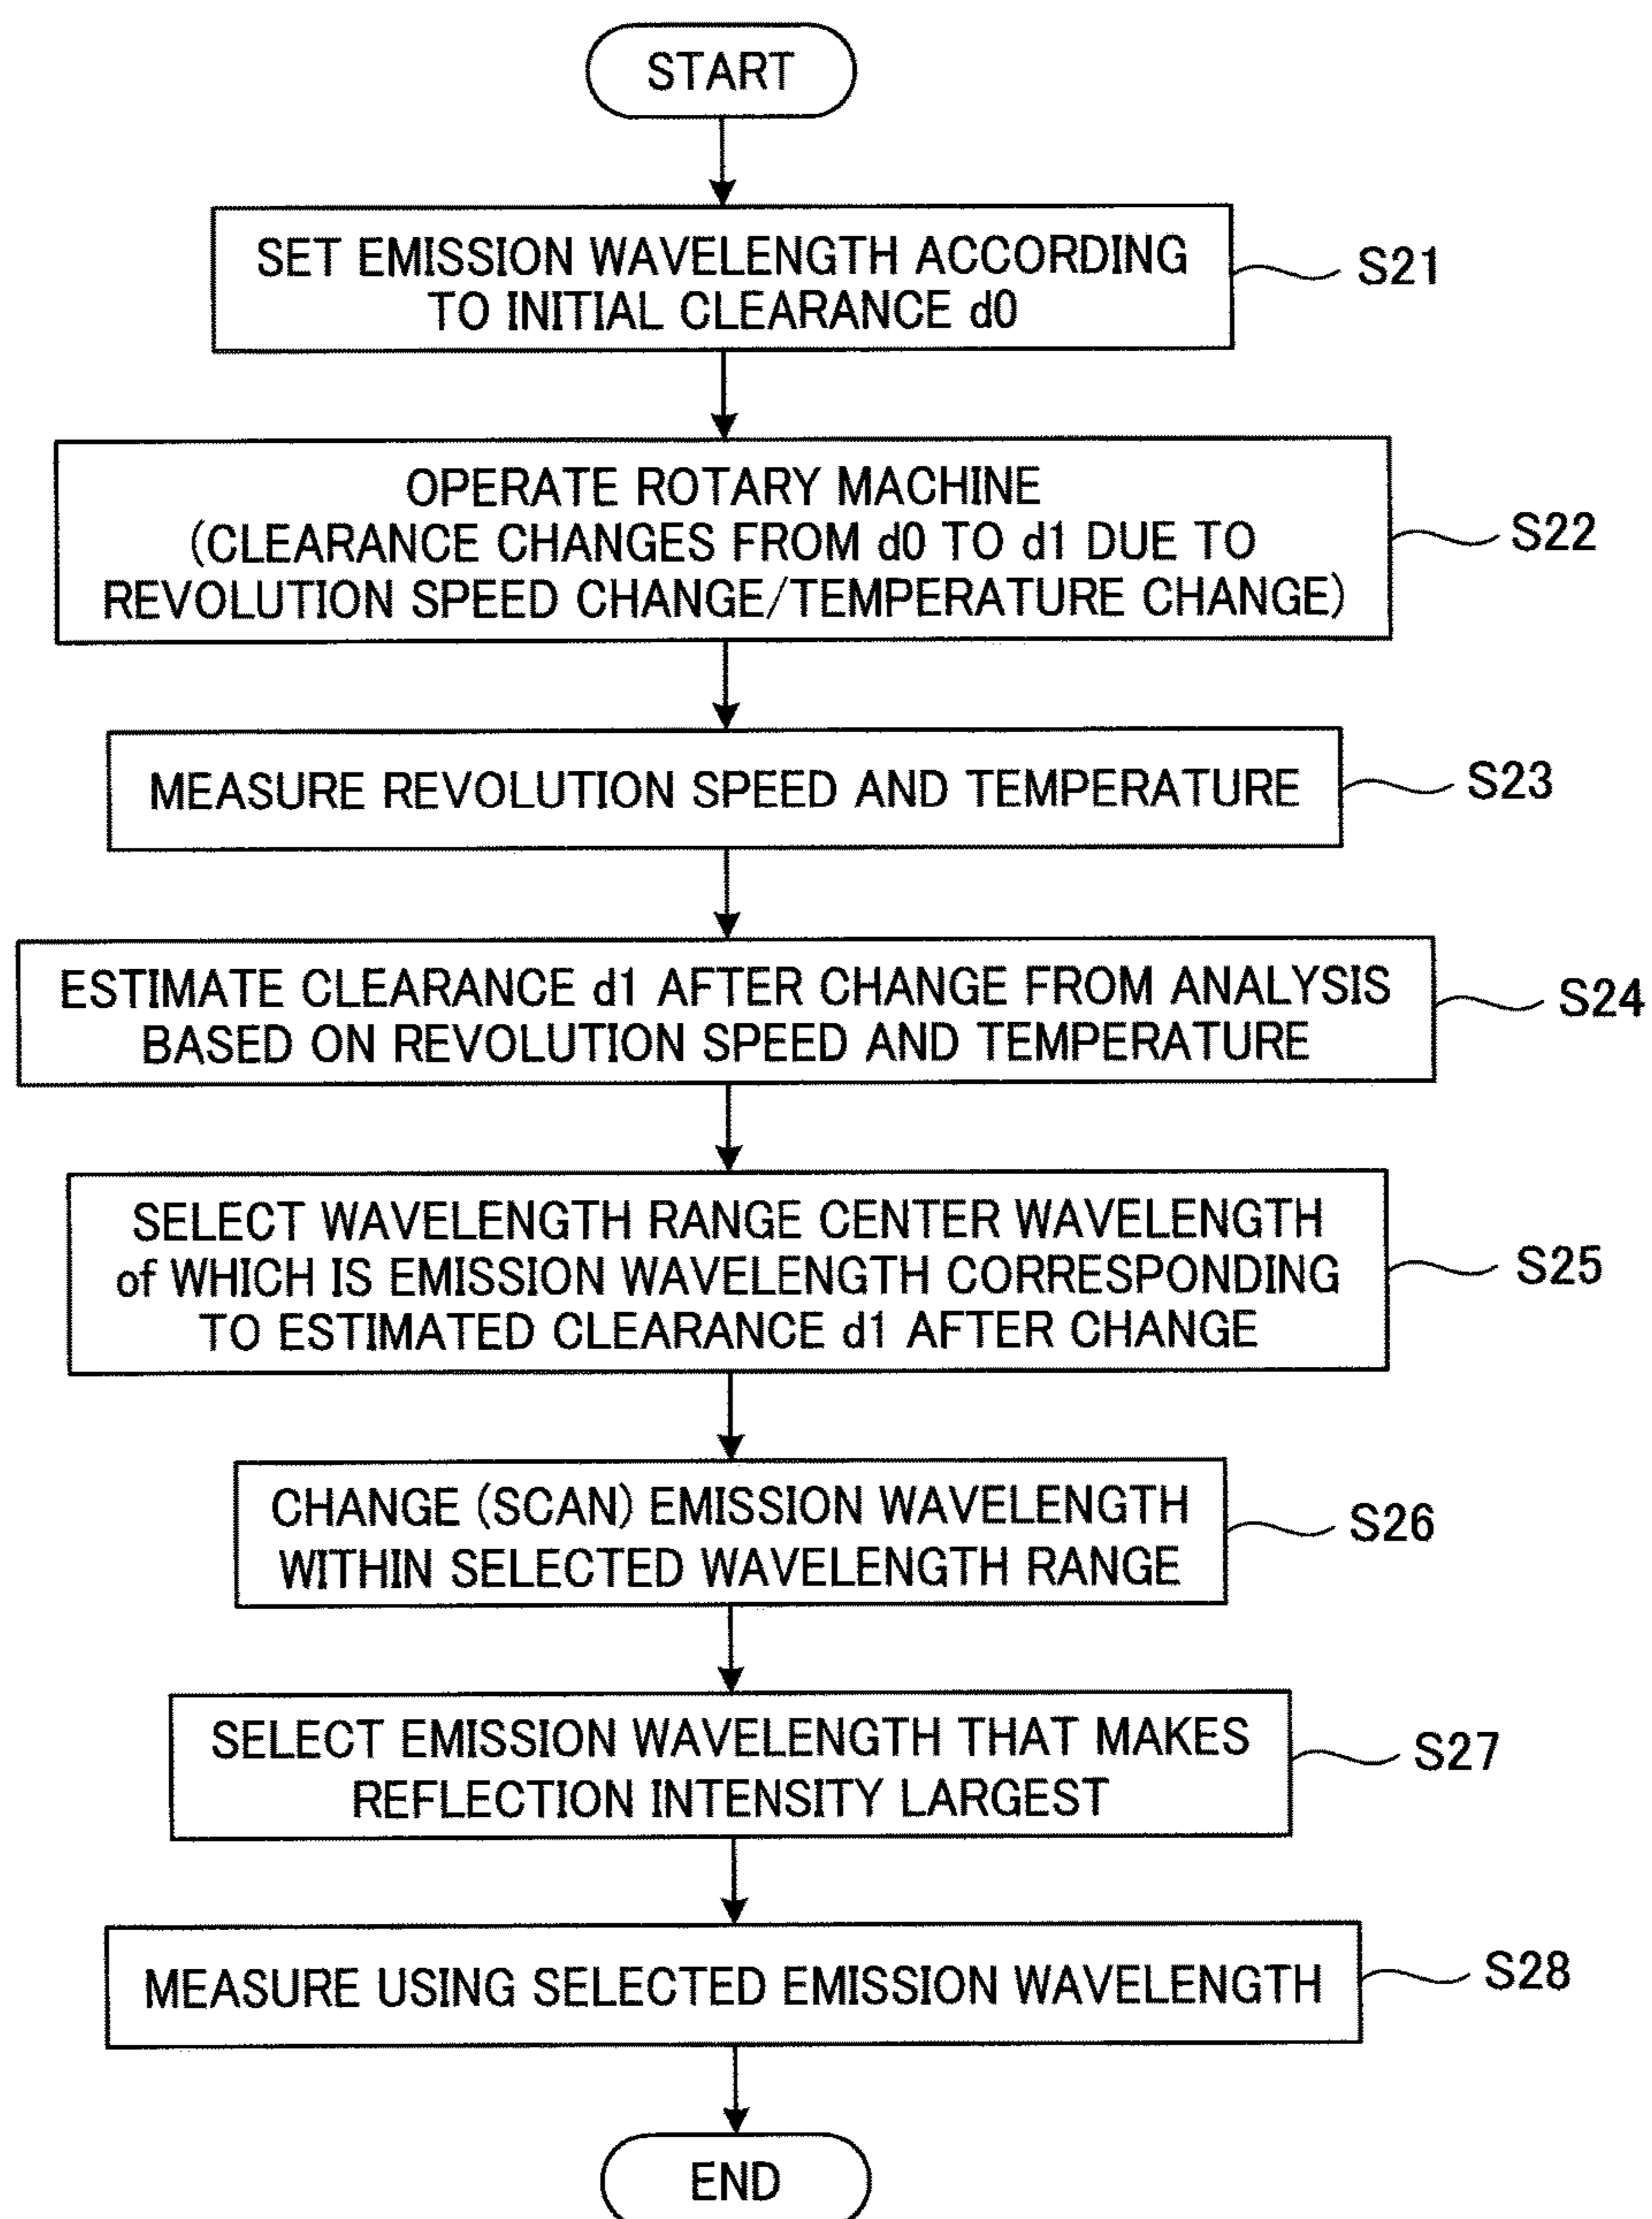 START
SET EMISSION WAVELENGTH ACCORDING
TO INITIAL CLEARANCE d0
S21
OPERATE ROTARY MACHINE
(CLEARANCE CHANGES FROM d0 TO d1 DUE TO
REVOLUTION SPEED CHANGE/TEMPERATURE CHANGE)
S22
MEASURE REVOLUTION SPEED AND TEMPERATURE
S23
ESTIMATE CLEARANCE d1 AFTER CHANGE FROM ANALYSIS
BASED ON REVOLUTION SPEED AND TEMPERATURE
S24
SELECT WAVELENGTH RANGE CENTER WAVELENGTH
of WHICH IS EMISSION WAVELENGTH CORRESPONDING
TO ESTIMATED CLEARANCE d1 AFTER CHANGE
S25
CHANGE (SCAN) EMISSION WAVELENGTH
WITHIN SELECTED WAVELENGTH RANGE
S26
SELECT EMISSION WAVELENGTH THAT MAKES
REFLECTION INTENSITY LARGEST
S27
MEASURE USING SELECTED EMISSION WAVELENGTH
S28
END